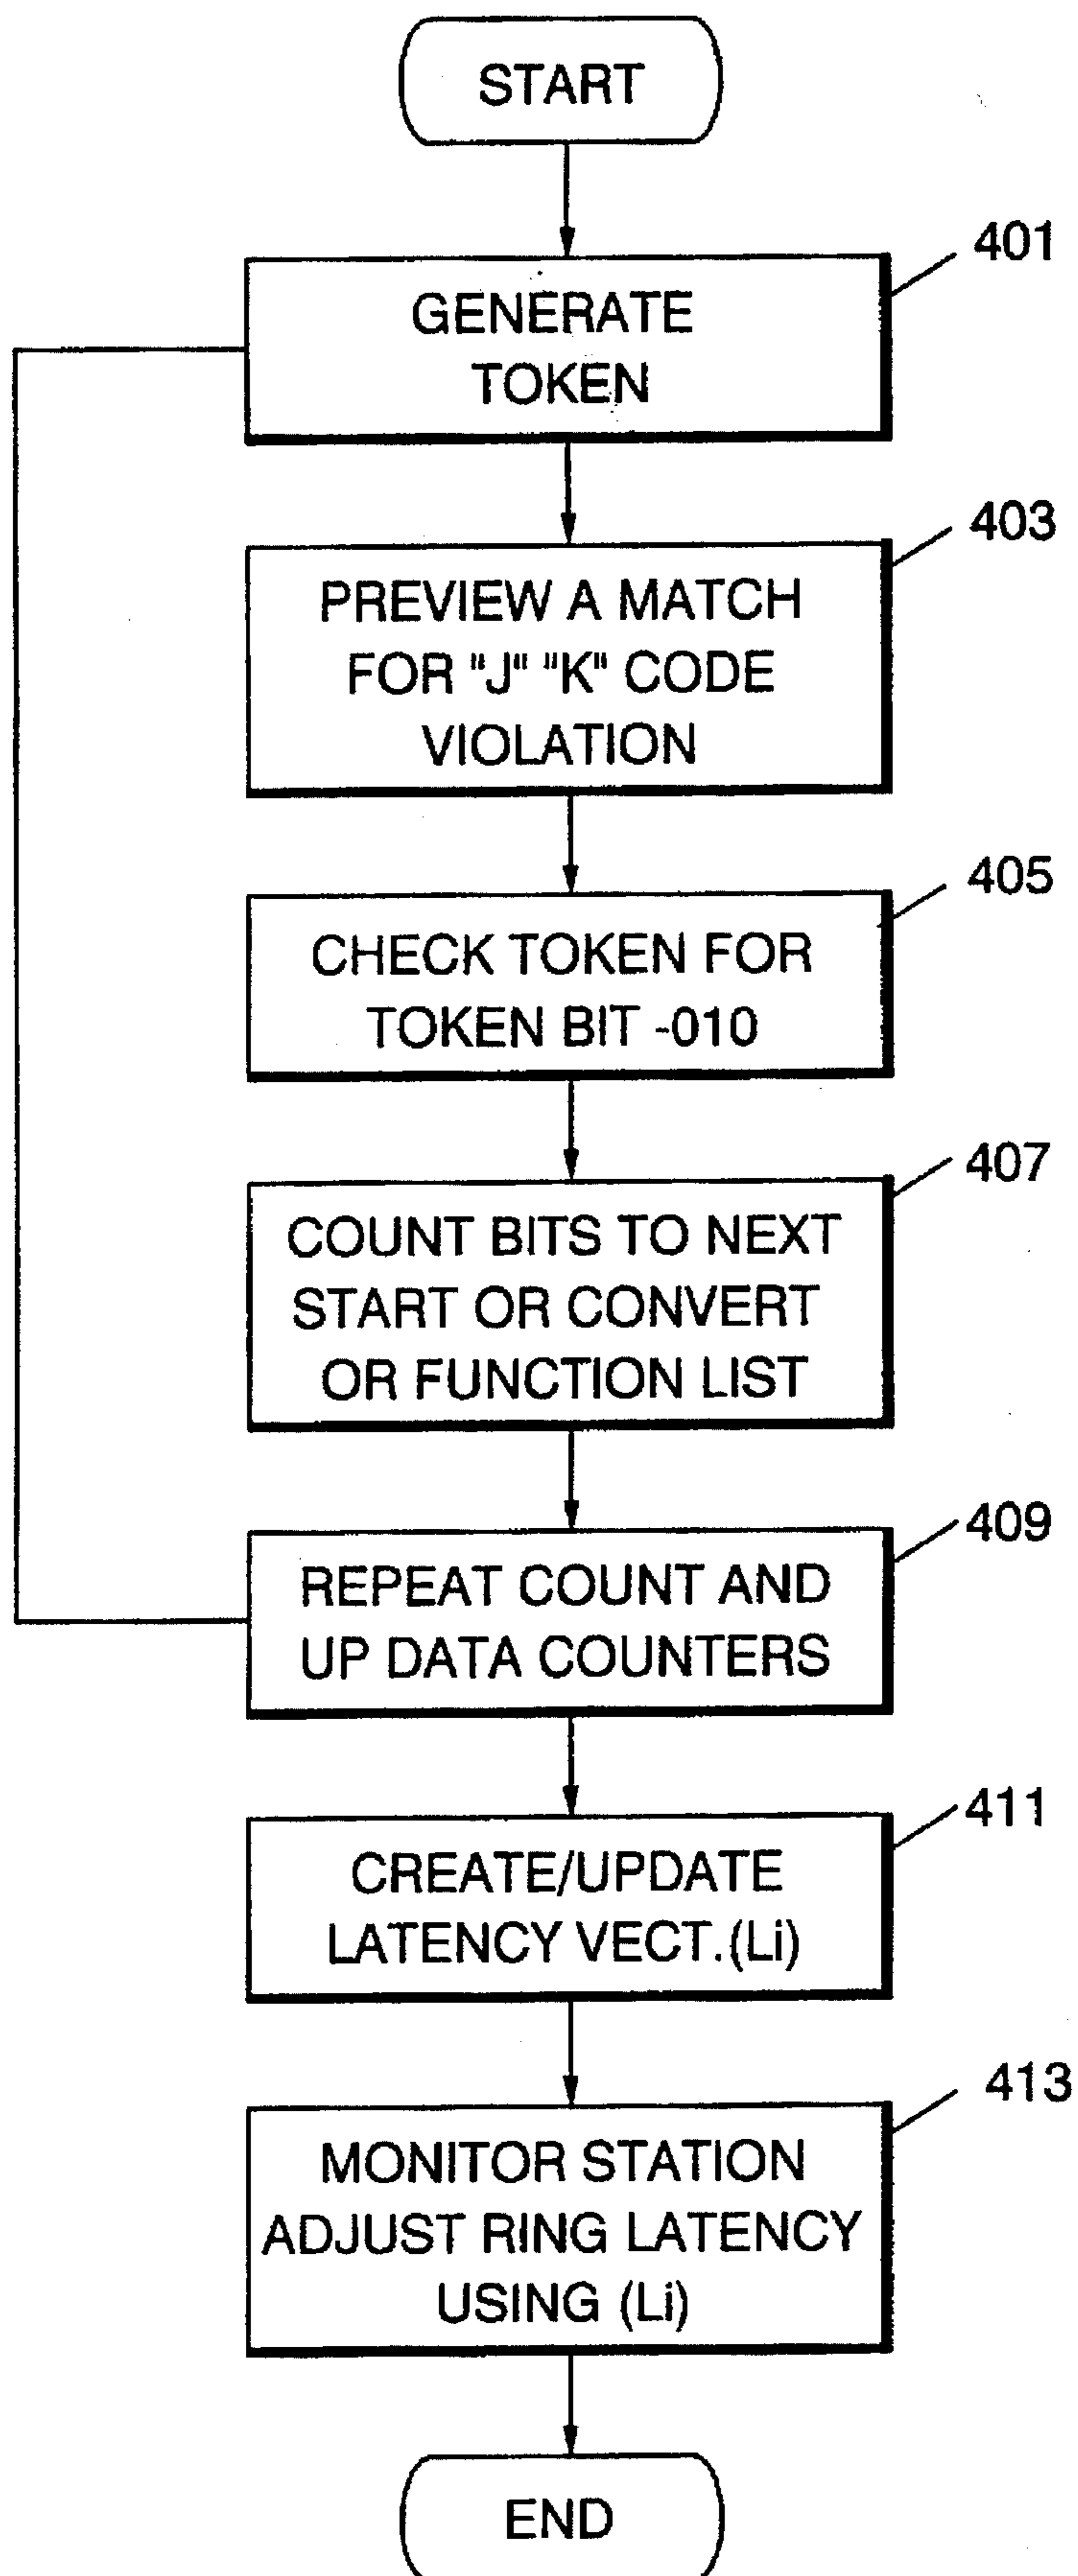 START
401
GENERATE
TOKEN
403
PREVIEW A MATCH
FOR "J" "K" CODE
VIOLATION
405
CHECK TOKEN FOR
TOKEN BIT -010
407
COUNT BITS TO NEXT
START OR CONVERT
OR FUNCTION LIST
409
REPEAT COUNT AND
UP DATA COUNTERS
411
CREATE/UPDATE
LATENCY VECT.(Li)
413
MONITOR STATION
ADJUST RING LATENCY
USING (Li)
END